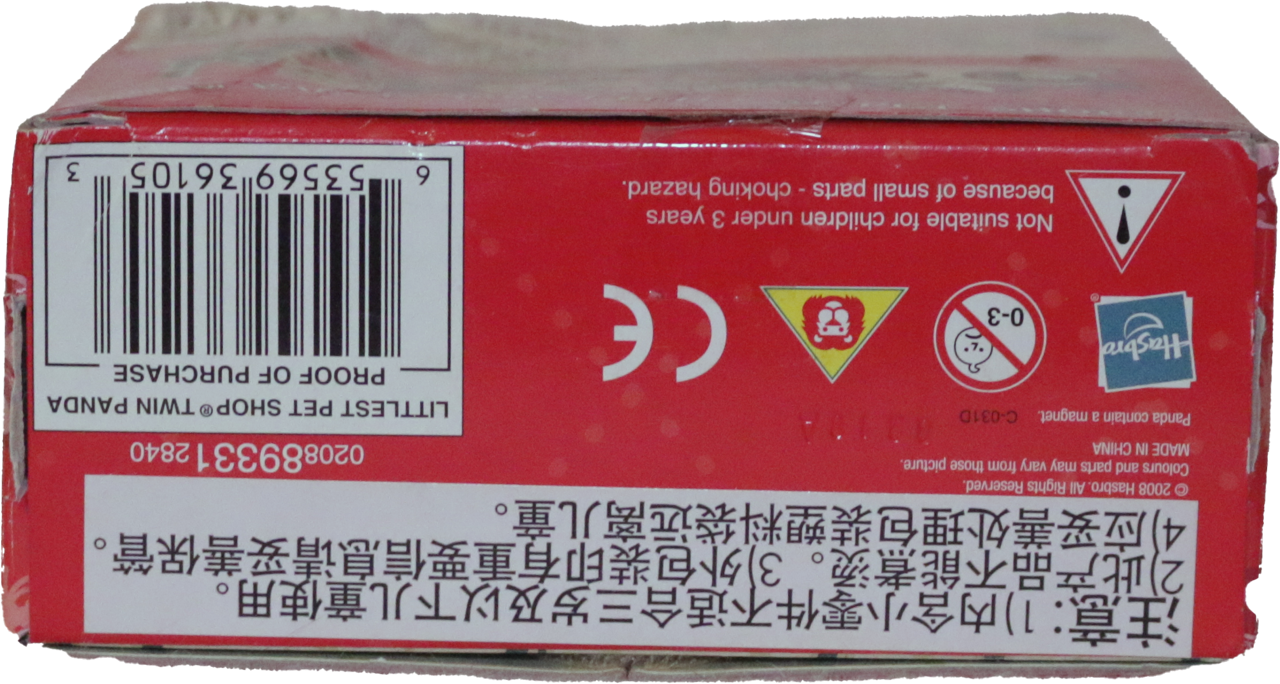 注意：1)内含小零件不适合三岁及以下儿童使用。
2)此产品不能煮烫。 3)外包装印有重要信息请妥善保管。
4)应妥善处理包装塑料袋远离儿童。
© 2008 Hasbro. All Rights Reserved.
Colours and parts may vary from those picture.
MADE IN CHINA
Panda contain a magnet.
C-031D
Hasbro®
0-3
CE
Not suitable for children under 3 years
because of small parts - choking hazard.
0208893312840
LITTLEST PET SHOP® TWIN PANDA
PROOF OF PURCHASE
6 53569 36105 3